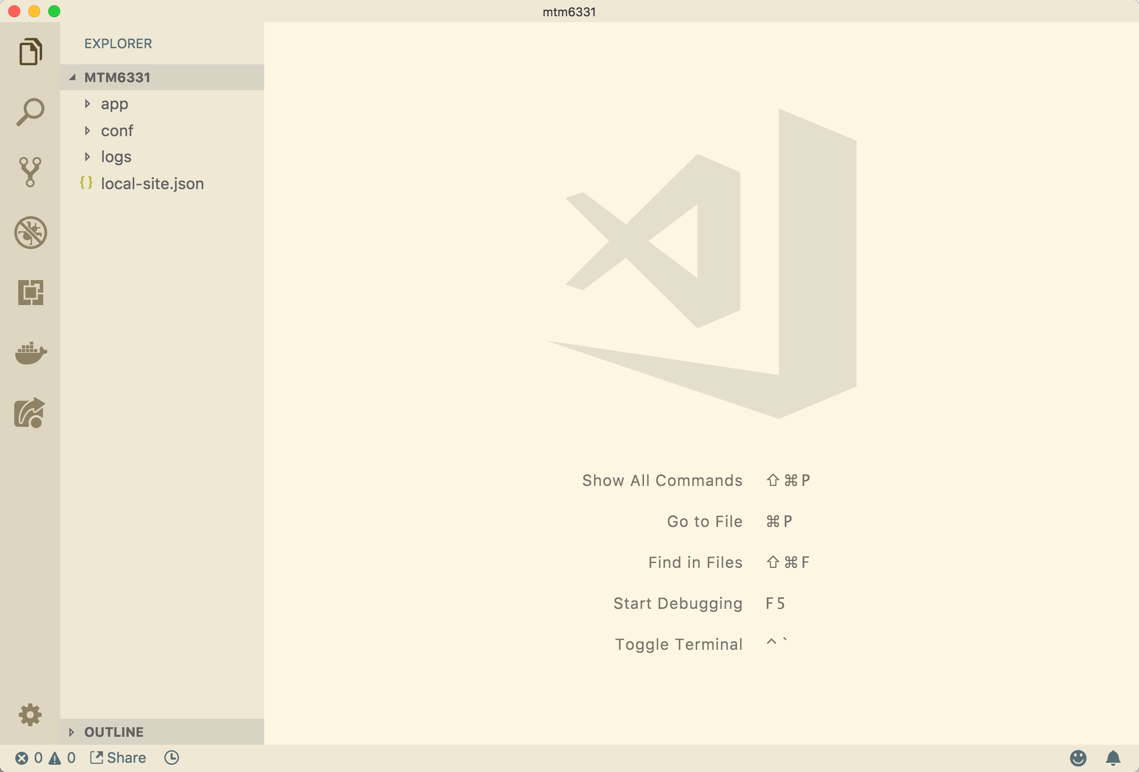 mtm6331
EXPLORER
MTM6331
app
conf
logs
{} local-site.json
Show All Commands ⇧⌘P
Go to File ⌘P
Find in Files ⇧⌘F
Start Debugging F5
Toggle Terminal ^`
OUTLINE
0 0 Share